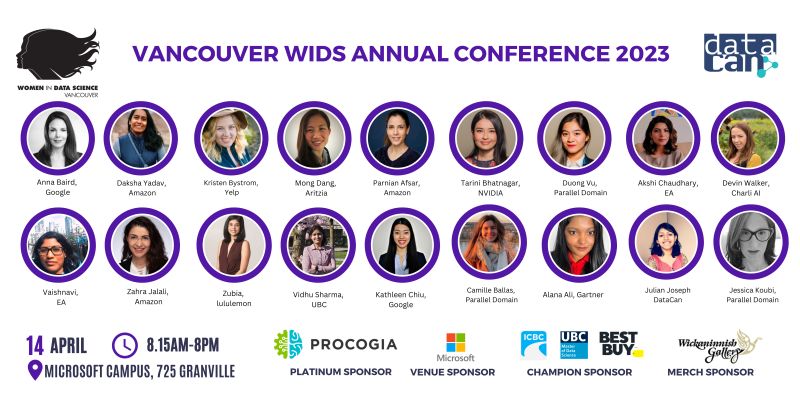 VANCOUVER WIDS ANNUAL CONFERENCE 2023
WOMEN IN DATA SCIENCE
VANCOUVER
data
can
Anna Baird,
Google
Daksha Yadav,
Amazon
Kristen Bystrom,
Yelp
Mong Dang,
Aritzia
Parnian Afsar,
Amazon
Tarini Bhatnagar,
NVIDIA
Duong Vu,
Parallel Domain
Akshi Chaudhary,
EA
Devin Walker,
Charli AI
Vaishnavi,
EA
Zahra Jalali,
Amazon
Zubia,
lululemon
Vidhu Sharma,
UBC
Kathleen Chiu,
Google
Camille Ballas,
Parallel Domain
Alana Ali, Gartner
Julian Joseph
DataCan
Jessica Koubi,
Parallel Domain
14 APRIL
8.15AM-8PM
MICROSOFT CAMPUS, 725 GRANVILLE
PROCOGIA
PLATINUM SPONSOR
Microsoft
VENUE SPONSOR
ICBC
UBC
Master
of Data
Science
BEST
BUY
CHAMPION SPONSOR
Wickaninnish
Gallery
MERCH SPONSOR